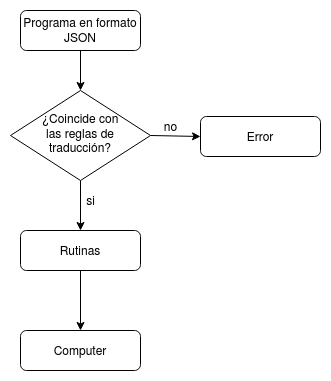 Programa en formato
JSON
¿Coincide con
las reglas de
traducción?
no
Error
si
Rutinas
Computer